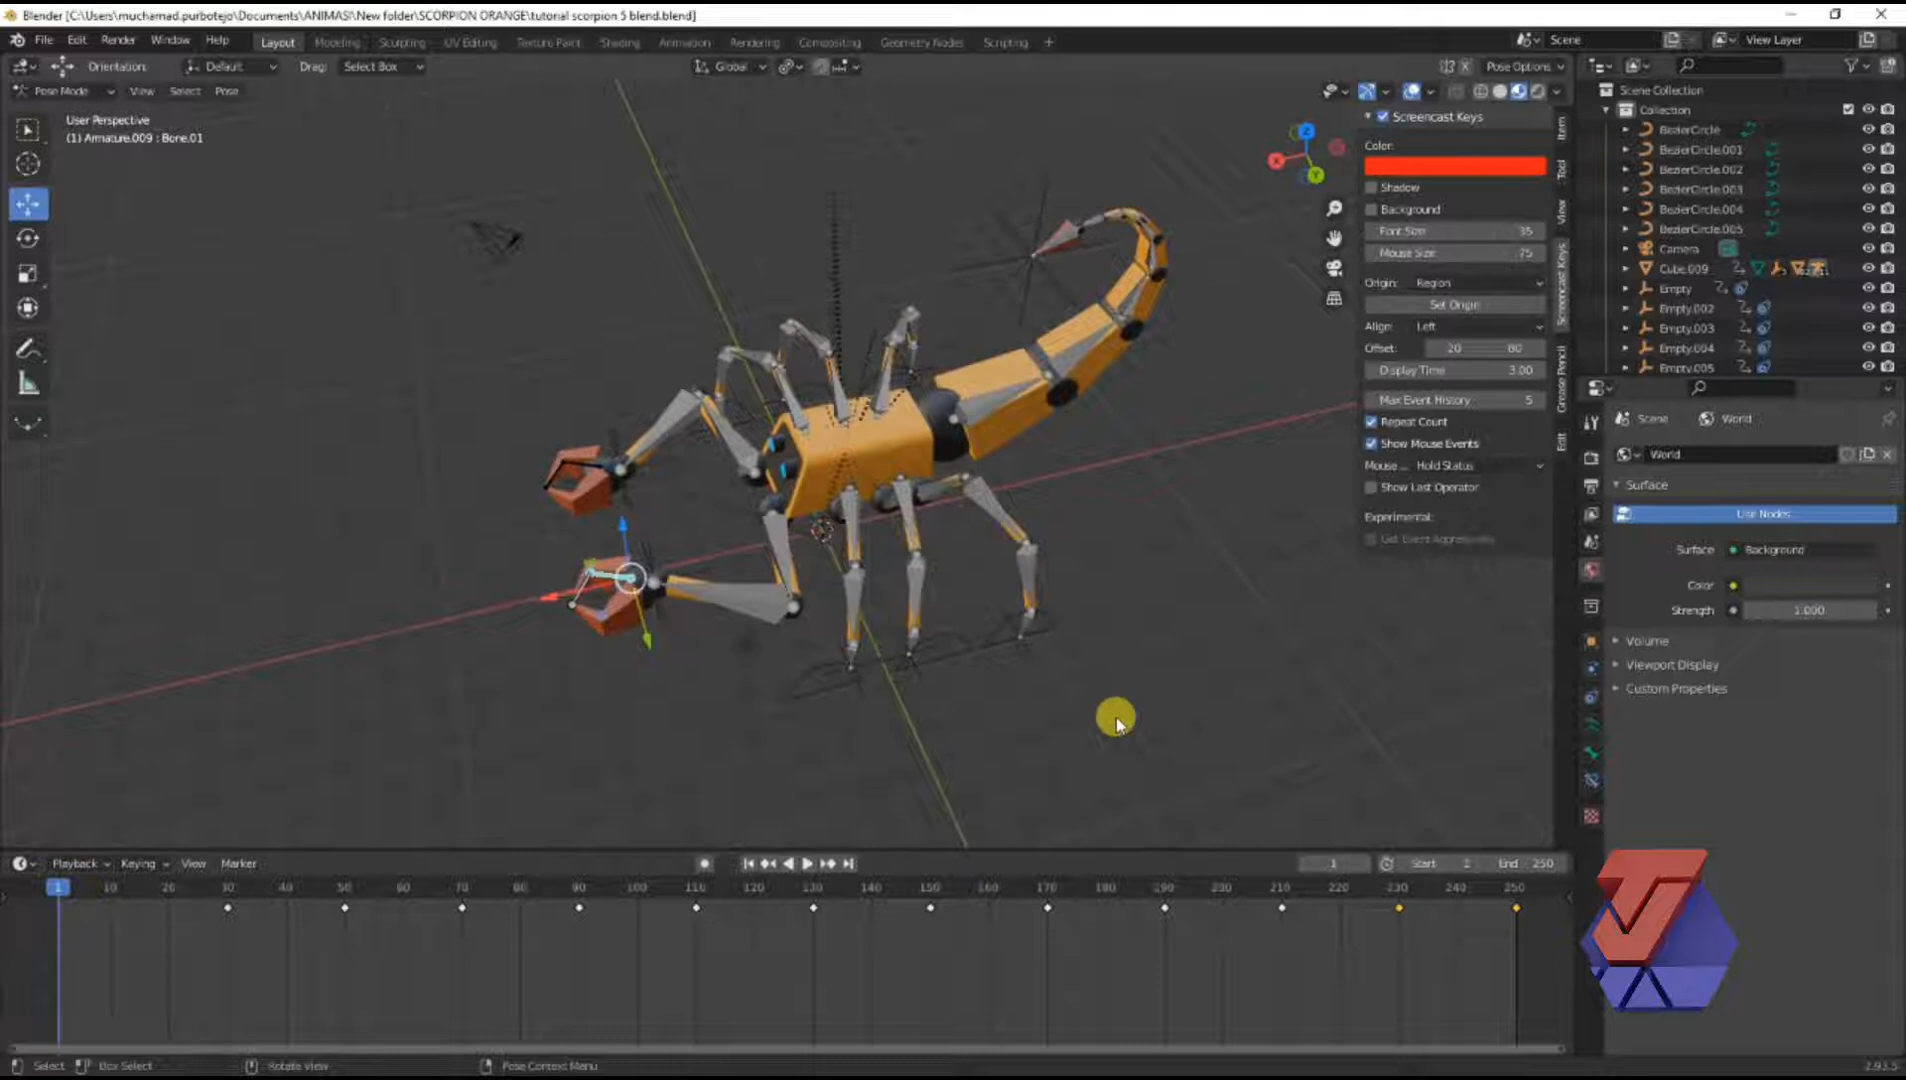 Blender [C:\Users\muchamad.purbotejo\Documents\ANIMASI\New folder\SCORPION ORANGE\tutorial scorpion 5 blend.blend]
File Edit Render Window Help Layout Modeling Sculpting UV Editing Texture Paint Shading Animation Rendering Compositing Geometry Nodes Scripting + Scene View Layer
Orientation: Default Drag: Select Box Global Pose Options
Pose Mode View Select Pose
User Perspective
(1) Armature.009 : Bone.01
Screencast Keys
Color:
Shadow
Background
Font Size 35
Mouse Size 75
Origin: Region
Set Origin
Align: Left
Offset: 20 80
Display Time 3.00
Max Event History 5
Repeat Count
Show Mouse Events
Mouse ... Hold Status
Show Last Operator
Experimental:
Item
Tool
View
Screencast Keys
Grease Pencil
Edit
X
Z
Y
Scene Collection
Collection
BezierCircle
BezierCircle.001
BezierCircle.002
BezierCircle.003
BezierCircle.004
BezierCircle.005
Camera
Cube.009
Empty
Empty.002
Empty.003
Empty.004
Empty.005
Scene World
World
Surface
Use Nodes
Surface Background
Color
Strength 1.000
Volume
Viewport Display
Custom Properties
Playback Keying View Marker 1 Start End 250
1 10 20 30 40 50 60 70 80 90 100 110 120 130 140 150 160 170 180 190 200 210 220 230 240 250
Select Box Select Rotate View Pose Context Menu 2.93.5